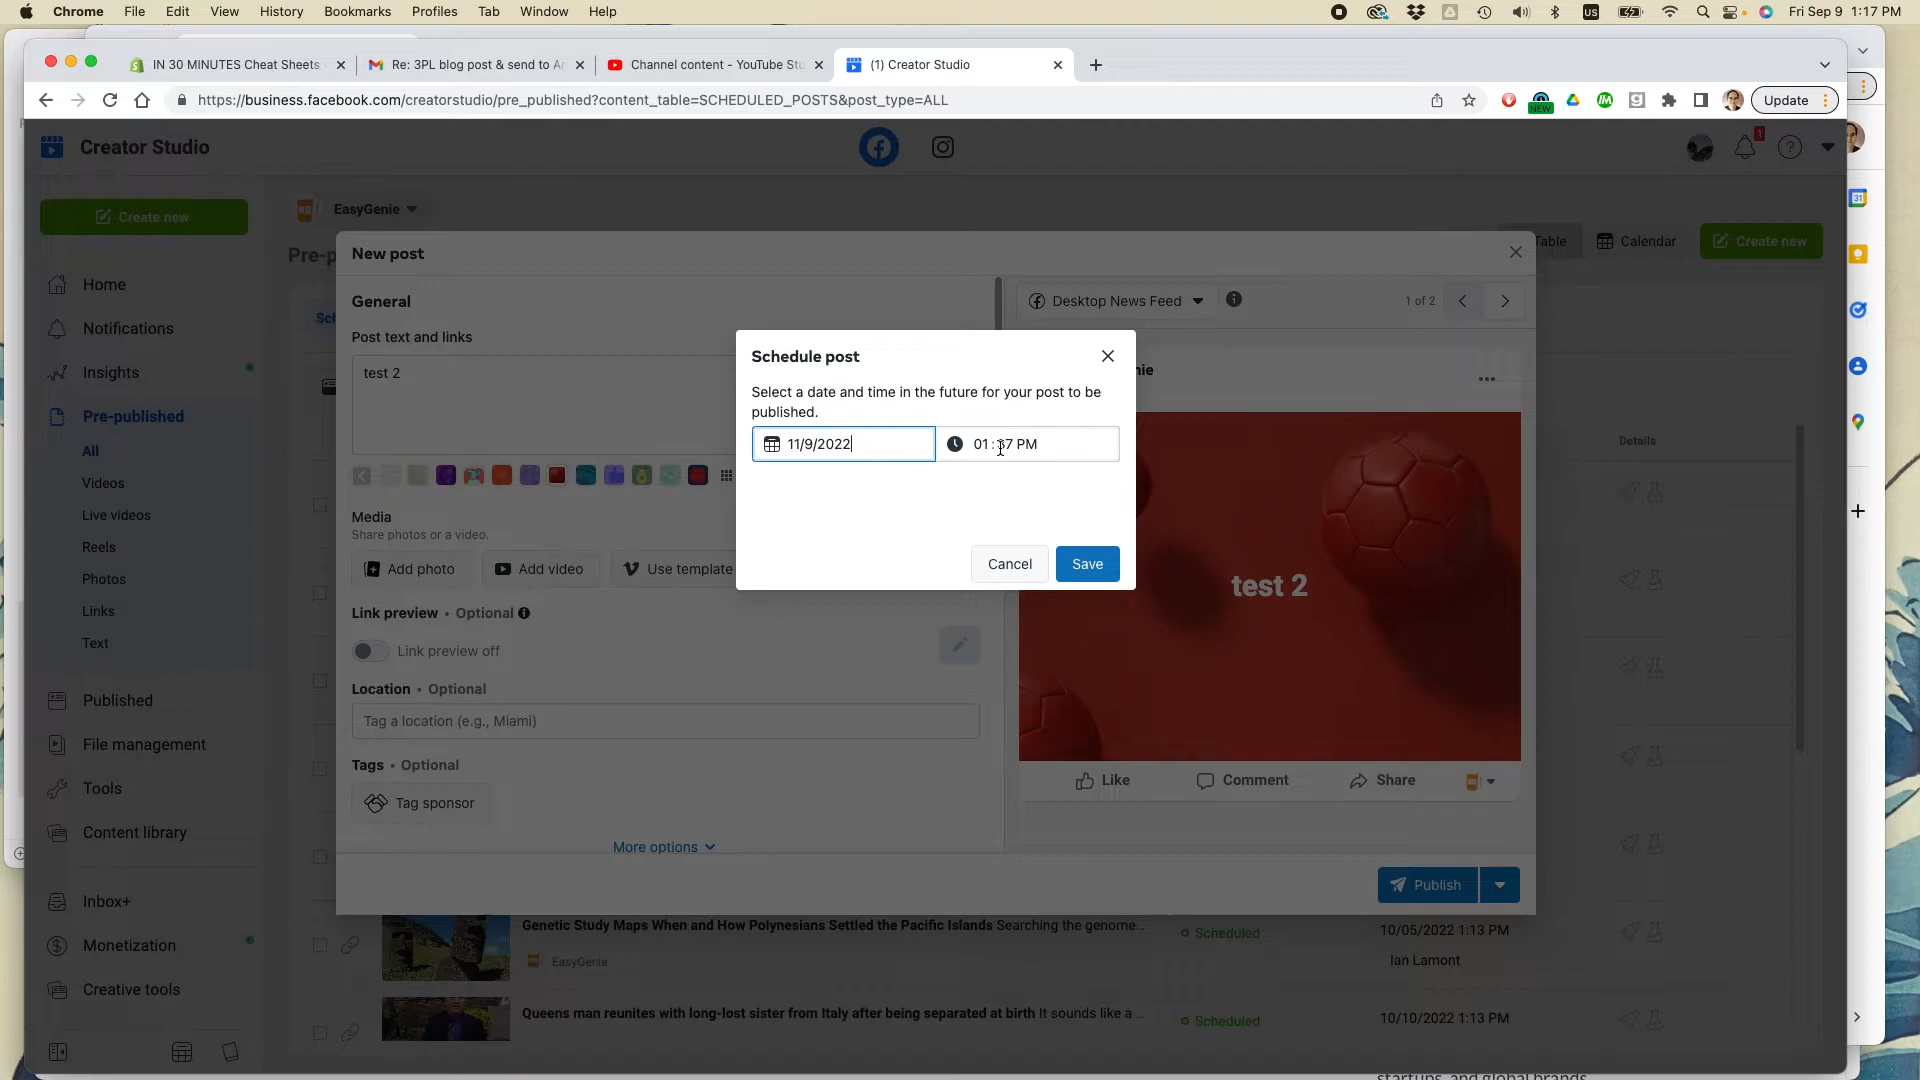 Chrome File Edit View History Bookmarks Profiles Tab Window Help
US
Fri Sep 9 1:17 PM
IN 30 MINUTES Cheat Sheets
Re: 3PL blog post & send to Am
Channel content - YouTube Stu
(1) Creator Studio
https://business.facebook.com/creatorstudio/pre_published?content_table=SCHEDULED_POSTS&post_type=ALL
NEW
Update
Creator Studio
1
Create new
EasyGenie
Pre-p
Table
Calendar
Create new
Home
Notifications
Insights
Pre-published
All
Videos
Live videos
Reels
Photos
Links
Text
Published
File management
Tools
Content library
Inbox+
Monetization
Creative tools
New post
General
Post text and links
test 2
Media
Share photos or a video.
Add photo
Add video
Use template
Link preview • Optional
Link preview off
Location • Optional
Tag a location (e.g., Miami)
Tags • Optional
Tag sponsor
More options
Desktop News Feed
1 of 2
nie
test 2
Like
Comment
Share
Publish
Schedule post
Select a date and time in the future for your post to be
published.
11/9/2022
01 : 37 PM
Cancel
Save
Sch
Details
Genetic Study Maps When and How Polynesians Settled the Pacific Islands Searching the genome...
EasyGenie
Scheduled
10/05/2022 1:13 PM
Ian Lamont
Queens man reunites with long-lost sister from Italy after being separated at birth It sounds like a ...
Scheduled
10/10/2022 1:13 PM
31
startups, and global brands